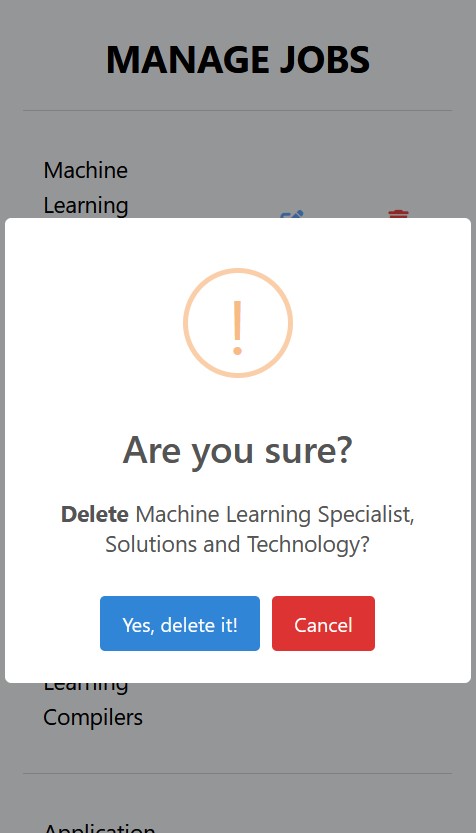 MANAGE JOBS
Machine
Learning
!
Are you sure?
Delete Machine Learning Specialist,
Solutions and Technology?
Yes, delete it!
Cancel
Learning
Compilers
Application